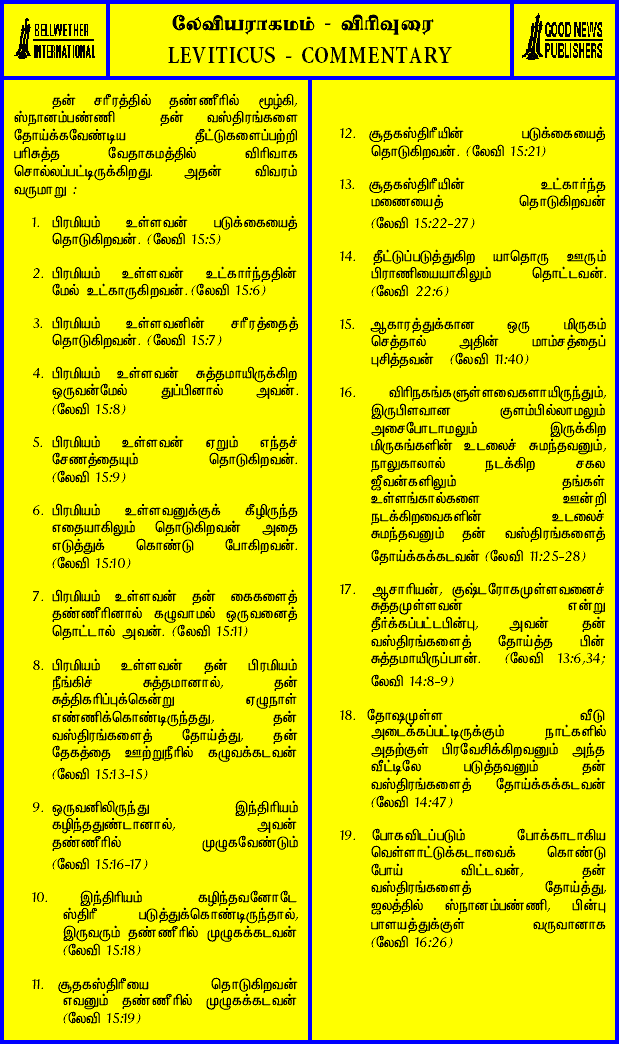 BELLWETHER
INTERNATIONAL
லேவியராகமம் - விரிவுரை
LEVITICUS - COMMENTARY
GOOD NEWS
PUBLISHERS
தன் சரீரத்தில் தண்ணீரில் மூழ்கி,
ஸ்நானம்பண்ணி தன் வஸ்திரங்களை
தோய்க்கவேண்டிய தீட்டுகளைப்பற்றி
பரிசுத்த வேதாகமத்தில் விரிவாக
சொல்லப்பட்டிருக்கிறது. அதன் விவரம்
வருமாறு :
1. பிரமியம் உள்ளவன் படுக்கையைத்
தொடுகிறவன். (லேவி 15:5)
2. பிரமியம் உள்ளவன் உட்கார்ந்ததின்
மேல் உட்காருகிறவன். (லேவி 15:6)
3. பிரமியம் உள்ளவனின் சரீரத்தைத்
தொடுகிறவன். (லேவி 15:7)
4. பிரமியம் உள்ளவன் சுத்தமாயிருக்கிற
ஒருவன்மேல் துப்பினால் அவன்.
(லேவி 15:8)
5. பிரமியம் உள்ளவன் ஏறும் எந்தச்
சேணத்தையும் தொடுகிறவன்.
(லேவி 15:9)
6. பிரமியம் உள்ளவனுக்குக் கீழிருந்த
எதையாகிலும் தொடுகிறவன் அதை
எடுத்துக் கொண்டு போகிறவன்.
(லேவி 15:10)
7. பிரமியம் உள்ளவன் தன் கைகளைத்
தண்ணீரினால் கழுவாமல் ஒருவனைத்
தொட்டால் அவன். (லேவி 15:11)
8. பிரமியம் உள்ளவன் தன் பிரமியம்
நீங்கிச் சுத்தமானால், தன்
சுத்திகரிப்புக்கென்று ஏழுநாள்
எண்ணிக்கொண்டிருந்தது, தன்
வஸ்திரங்களைத் தோய்த்து, தன்
தேகத்தை ஊற்றுநீரில் கழுவக்கடவன்
(லேவி 15:13-15)
9. ஒருவனிலிருந்து இந்திரியம்
கழிந்ததுண்டானால், அவன்
தண்ணீரில் முழுகவேண்டும்
(லேவி 15:16-17)
10. இந்திரியம் கழிந்தவனோடே
ஸ்திரீ படுத்துக்கொண்டிருந்தால்,
இருவரும் தண்ணீரில் முழுகக்கடவன்
(லேவி 15:18)
11. சூதகஸ்திரீயை தொடுகிறவன்
எவனும் தண்ணீரில் முழுகக்கடவன்
(லேவி 15:19)
12. சூதகஸ்திரீயின் படுக்கையைத்
தொடுகிறவன். (லேவி 15:21)
13. சூதகஸ்திரீயின் உட்கார்ந்த
மணையைத் தொடுகிறவன்
(லேவி 15:22-27)
14. தீட்டுப்படுத்துகிற யாதொரு ஊரும்
பிராணியையாகிலும் தொட்டவன்.
(லேவி 22:6)
15. ஆகாரத்துக்கான ஒரு மிருகம்
செத்தால் அதின் மாம்சத்தைப்
புசித்தவன் (லேவி 11:40)
16. விரிநகங்களுள்ளவைகளாயிருந்தும்,
இருபிளவான குளம்பில்லாமலும்
அசைபோடாமலும் இருக்கிற
மிருகங்களின் உடலைச் சுமந்தவனும்,
நாலுகாலால் நடக்கிற சகல
ஜீவன்களிலும் தங்கள்
உள்ளங்கால்களை ஊன்றி
நடக்கிறவைகளின் உடலைச்
சுமந்தவனும் தன் வஸ்திரங்களைத்
தோய்க்கக்கடவன் (லேவி 11:25-28)
17. ஆசாரியன், குஷ்டரோகமுள்ளவனைச்
சுத்தமுள்ளவன் என்று
தீர்க்கப்பட்டபின்பு, அவன் தன்
வஸ்திரங்களைத் தோய்த்த பின்
சுத்தமாயிருப்பான். (லேவி 13:6,34;
லேவி 14:8-9)
18. தோஷமுள்ள வீடு
அடைக்கப்பட்டிருக்கும் நாட்களில்
அதற்குள் பிரவேசிக்கிறவனும் அந்த
வீட்டிலே படுத்தவனும் தன்
வஸ்திரங்களைத் தோய்க்கக்கடவன்
(லேவி 14:47)
19. போகவிடப்படும் போக்காடாகிய
வெள்ளாட்டுக்கடாவைக் கொண்டு
போய் விட்டவன், தன்
வஸ்திரங்களைத் தோய்த்து,
ஜலத்தில் ஸ்நானம்பண்ணி, பின்பு
பாளயத்துக்குள் வருவானாக
(லேவி 16:26)